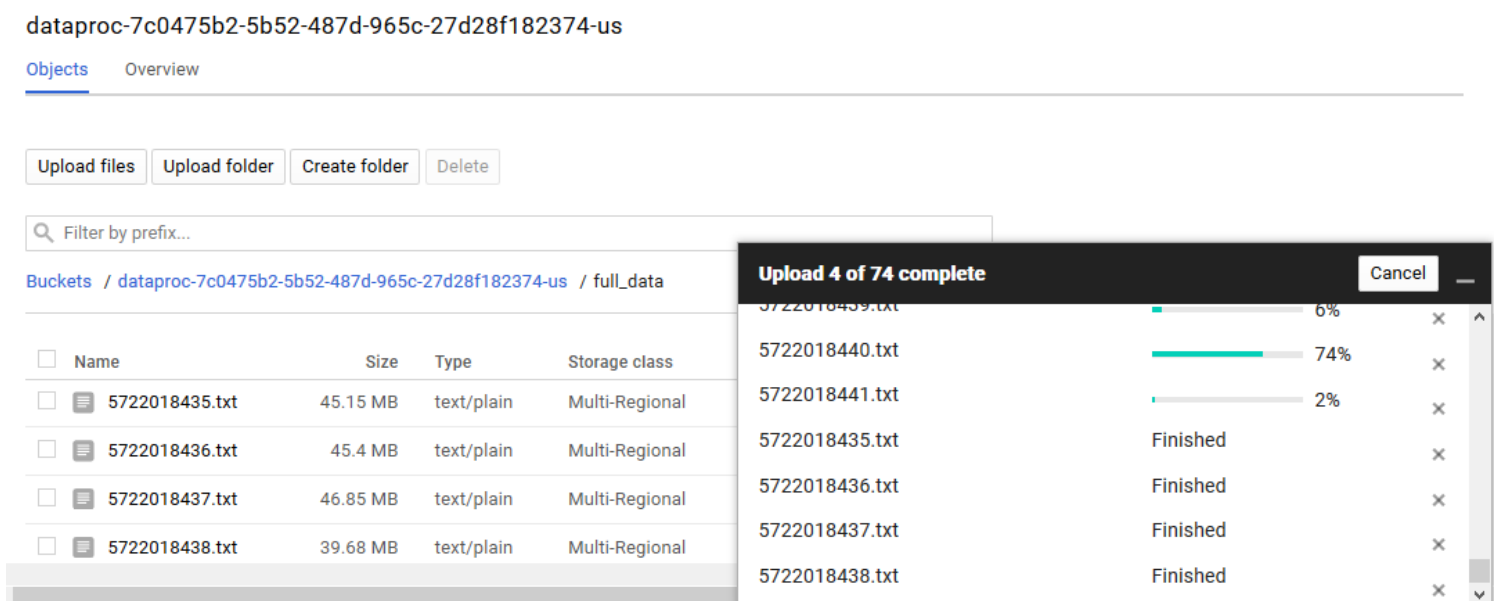 dataproc-7c0475b2-5b52-487d-965c-27d28f182374-us
Objects Overview
Upload files Upload folder Create folder Delete
Filter by prefix...
Buckets / dataproc-7c0475b2-5b52-487d-965c-27d28f182374-us / full_data
Name Size Type Storage class
5722018435.txt 45.15 MB text/plain Multi-Regional
5722018436.txt 45.4 MB text/plain Multi-Regional
5722018437.txt 46.85 MB text/plain Multi-Regional
5722018438.txt 39.68 MB text/plain Multi-Regional
Upload 4 of 74 complete Cancel
5722018439.txt 6%
5722018440.txt 74%
5722018441.txt 2%
5722018435.txt Finished
5722018436.txt Finished
5722018437.txt Finished
5722018438.txt Finished